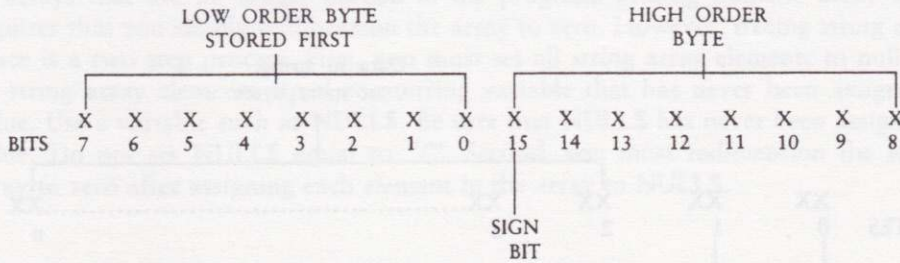 LOW ORDER BYTE
STORED FIRST
HIGH ORDER
BYTE
X X X X X X X X X X X X X X X X
BITS 7 6 5 4 3 2 1 0 15 14 13 12 11 10 9 8
SIGN
BIT